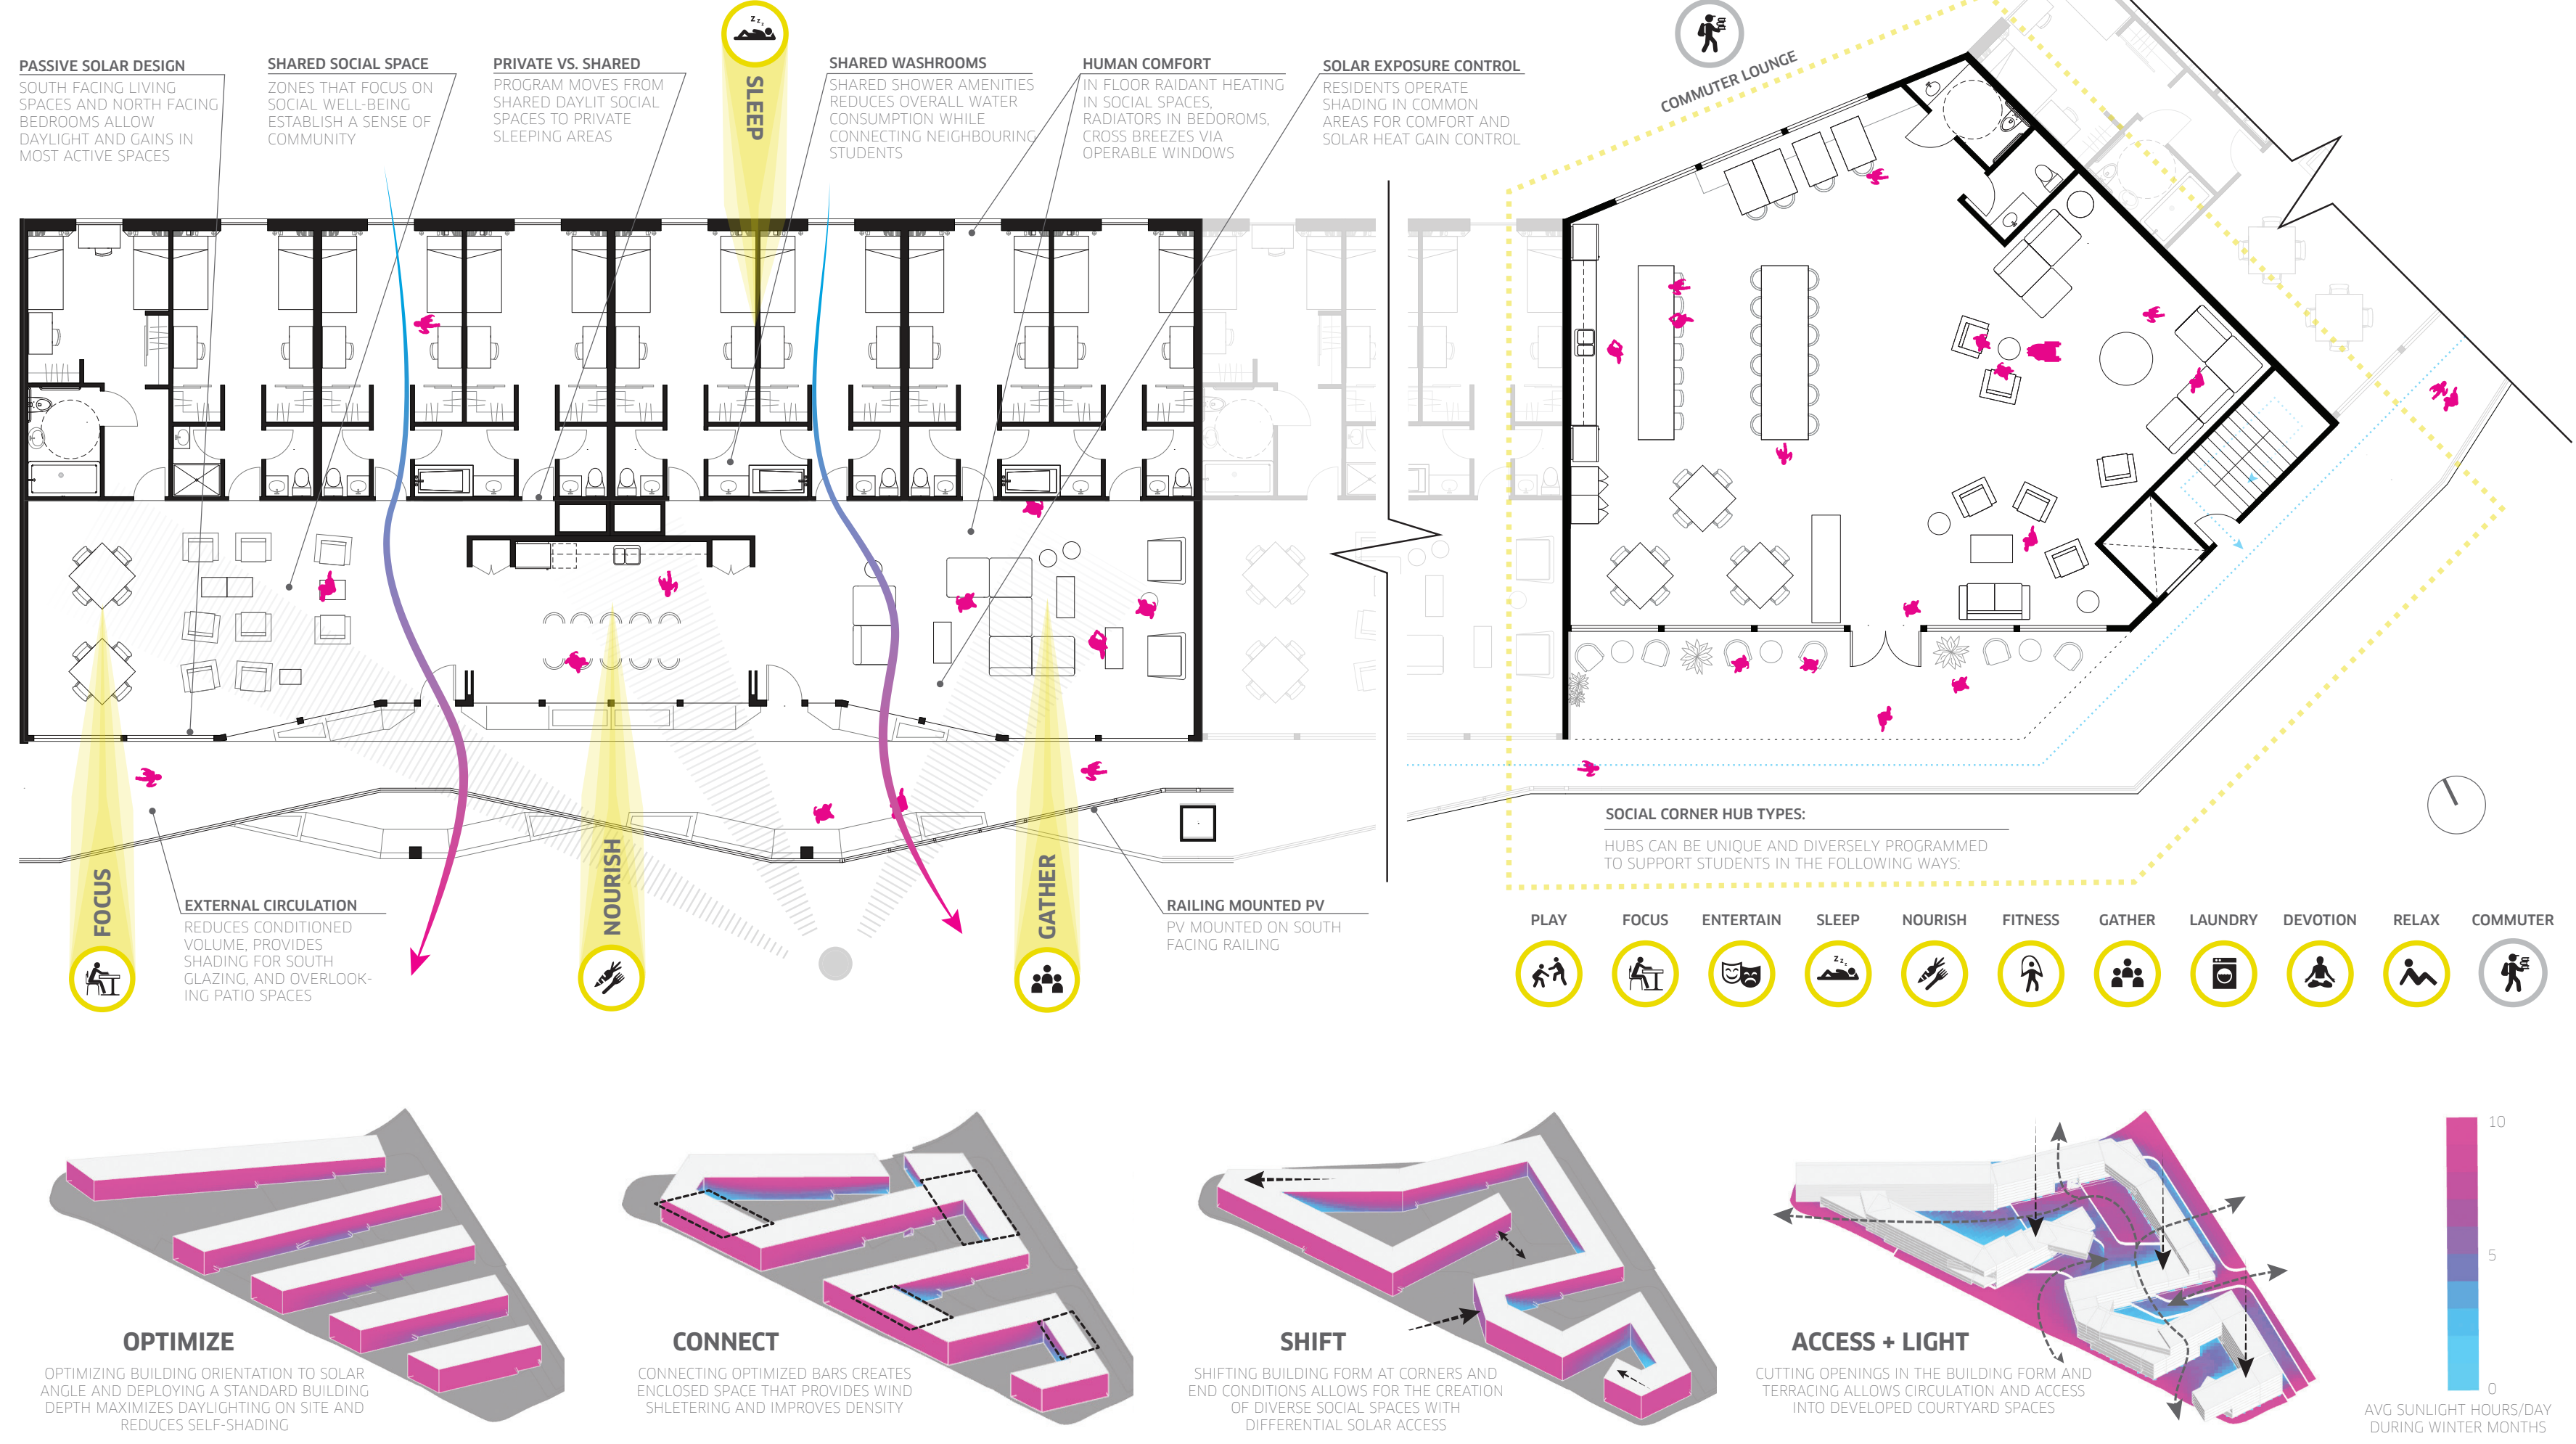 PASSIVE SOLAR DESIGN
SOUTH FACING LIVING
SPACES AND NORTH FACING
BEDROOMS ALLOW
DAYLIGHT AND GAINS IN
MOST ACTIVE SPACES
SHARED SOCIAL SPACE
ZONES THAT FOCUS ON
SOCIAL WELL-BEING
ESTABLISH A SENSE OF
COMMUNITY
PRIVATE VS. SHARED
PROGRAM MOVES FROM
SHARED DAYLIT SOCIAL
SPACES TO PRIVATE
SLEEPING AREAS
zzz
SLEEP
SHARED WASHROOMS
SHARED SHOWER AMENITIES
REDUCES OVERALL WATER
CONSUMPTION WHILE
CONNECTING NEIGHBOURING
STUDENTS
HUMAN COMFORT
IN FLOOR RAIDANT HEATING
IN SOCIAL SPACES,
RADIATORS IN BEDOROMS,
CROSS BREEZES VIA
OPERABLE WINDOWS
SOLAR EXPOSURE CONTROL
RESIDENTS OPERATE
SHADING IN COMMON
AREAS FOR COMFORT AND
SOLAR HEAT GAIN CONTROL
COMMUTER LOUNGE
FOCUS
EXTERNAL CIRCULATION
REDUCES CONDITIONED
VOLUME, PROVIDES
SHADING FOR SOUTH
GLAZING, AND OVERLOOK-
ING PATIO SPACES
NOURISH
GATHER
RAILING MOUNTED PV
PV MOUNTED ON SOUTH
FACING RAILING
SOCIAL CORNER HUB TYPES:
HUBS CAN BE UNIQUE AND DIVERSELY PROGRAMMED
TO SUPPORT STUDENTS IN THE FOLLOWING WAYS:
PLAY FOCUS ENTERTAIN SLEEP NOURISH FITNESS GATHER LAUNDRY DEVOTION RELAX COMMUTER
zzz
OPTIMIZE
OPTIMIZING BUILDING ORIENTATION TO SOLAR
ANGLE AND DEPLOYING A STANDARD BUILDING
DEPTH MAXIMIZES DAYLIGHTING ON SITE AND
REDUCES SELF-SHADING
CONNECT
CONNECTING OPTIMIZED BARS CREATES
ENCLOSED SPACE THAT PROVIDES WIND
SHLETERING AND IMPROVES DENSITY
SHIFT
SHIFTING BUILDING FORM AT CORNERS AND
END CONDITIONS ALLOWS FOR THE CREATION
OF DIVERSE SOCIAL SPACES WITH
DIFFERENTIAL SOLAR ACCESS
ACCESS + LIGHT
CUTTING OPENINGS IN THE BUILDING FORM AND
TERRACING ALLOWS CIRCULATION AND ACCESS
INTO DEVELOPED COURTYARD SPACES
10
5
0
AVG SUNLIGHT HOURS/DAY
DURING WINTER MONTHS